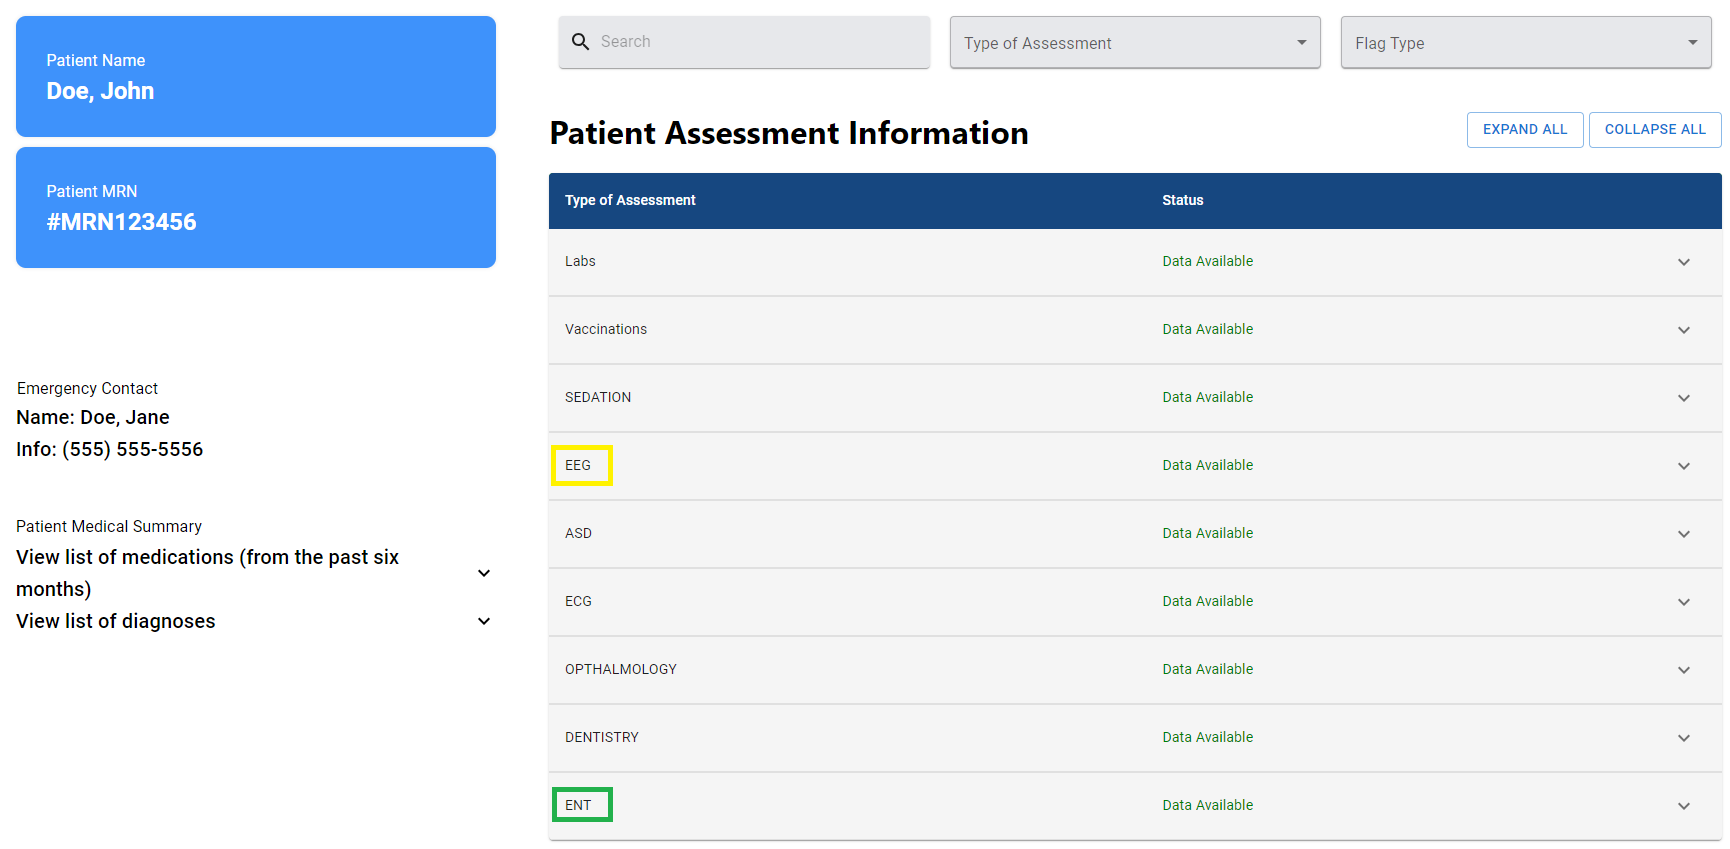 Patient Name
Doe, John
Patient MRN
#MRN123456
Emergency Contact
Name: Doe, Jane
Info: (555) 555-5556
Patient Medical Summary
View list of medications (from the past six
months)
View list of diagnoses
Search
Type of Assessment
Flag Type
Patient Assessment Information
EXPAND ALL
COLLAPSE ALL
Type of Assessment Status
Labs Data Available
Vaccinations Data Available
SEDATION Data Available
EEG Data Available
ASD Data Available
ECG Data Available
OPTHALMOLOGY Data Available
DENTISTRY Data Available
ENT Data Available